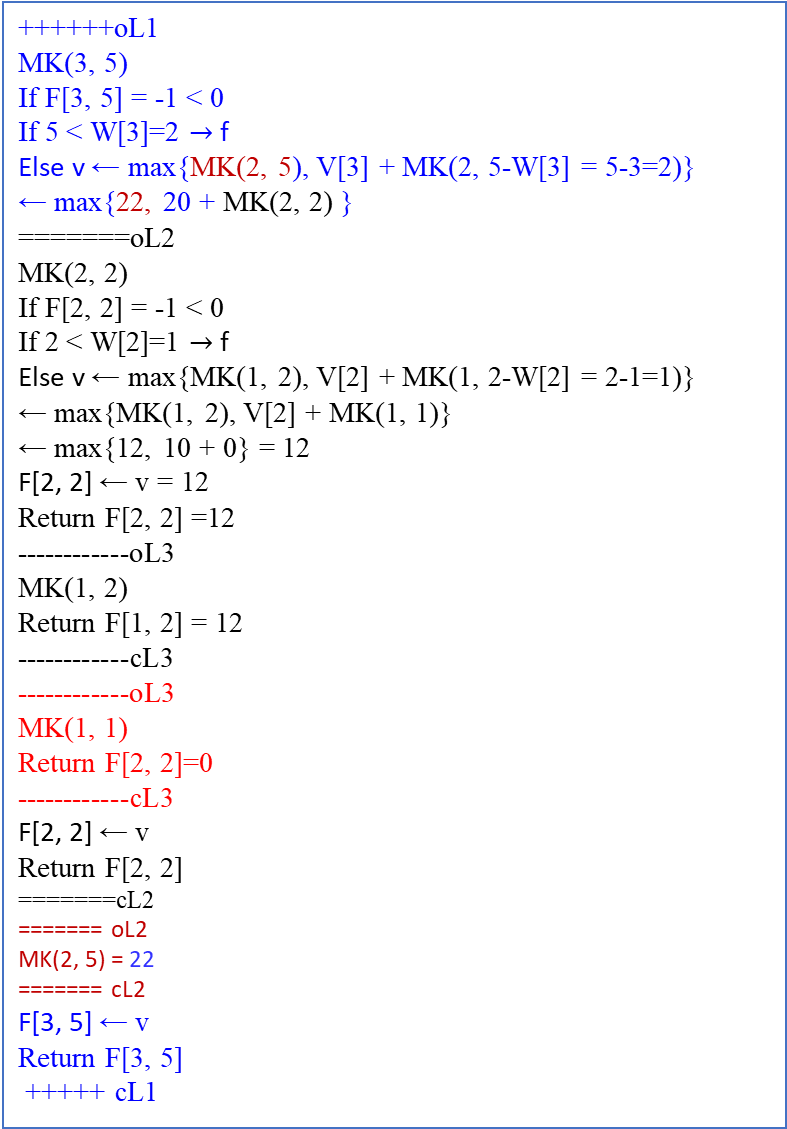 ++++++oL1
MK(3, 5)
If F[3, 5] = -1 < 0
If 5 < W[3]=2 → f
Else v ← max{MK(2, 5), V[3] + MK(2, 5-W[3] = 5-3=2)}
← max{22, 20 + MK(2, 2) }
=======oL2
MK(2, 2)
If F[2, 2] = -1 < 0
If 2 < W[2]=1 → f
Else v ← max{MK(1, 2), V[2] + MK(1, 2-W[2] = 2-1=1)}
← max{MK(1, 2), V[2] + MK(1, 1)}
← max{12, 10 + 0} = 12
F[2, 2] ← v = 12
Return F[2, 2] =12
------------oL3
MK(1, 2)
Return F[1, 2] = 12
------------cL3
------------oL3
MK(1, 1)
Return F[2, 2]=0
------------cL3
F[2, 2] ← v
Return F[2, 2]
=======cL2
======= oL2
MK(2, 5) = 22
======= cL2
F[3, 5] ← v
Return F[3, 5]
+++++ cL1